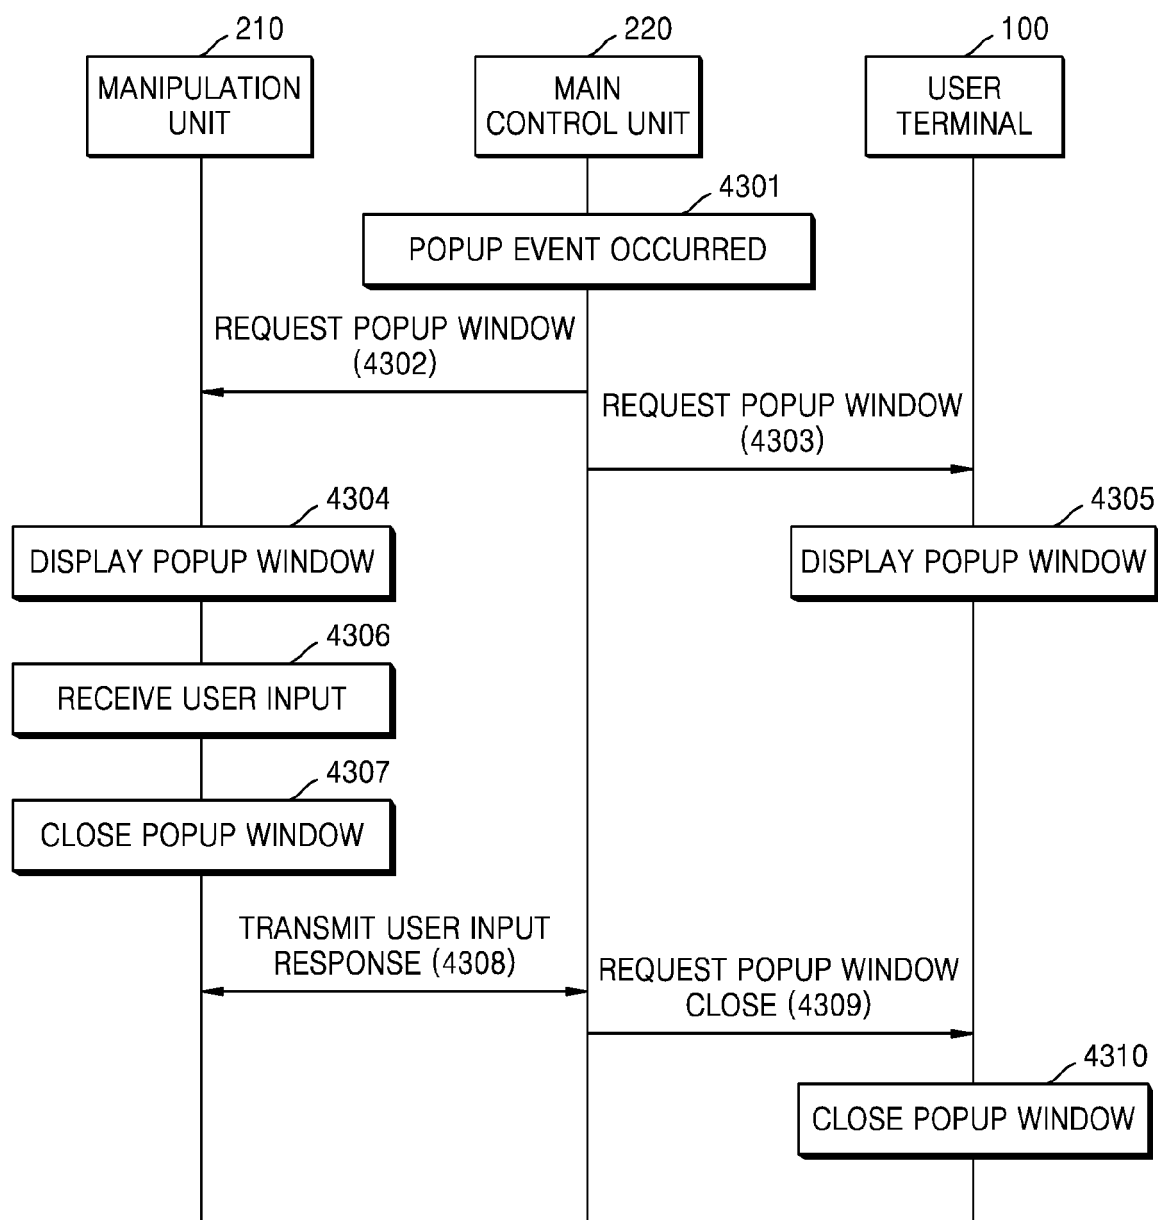 210
220
100
MANIPULATION
UNIT
MAIN
CONTROL UNIT
USER
TERMINAL
4301
POPUP EVENT OCCURRED
REQUEST POPUP WINDOW
(4302)
REQUEST POPUP WINDOW
(4303)
4304
DISPLAY POPUP WINDOW
4305
DISPLAY POPUP WINDOW
4306
RECEIVE USER INPUT
4307
CLOSE POPUP WINDOW
TRANSMIT USER INPUT
RESPONSE (4308)
REQUEST POPUP WINDOW
CLOSE (4309)
4310
CLOSE POPUP WINDOW